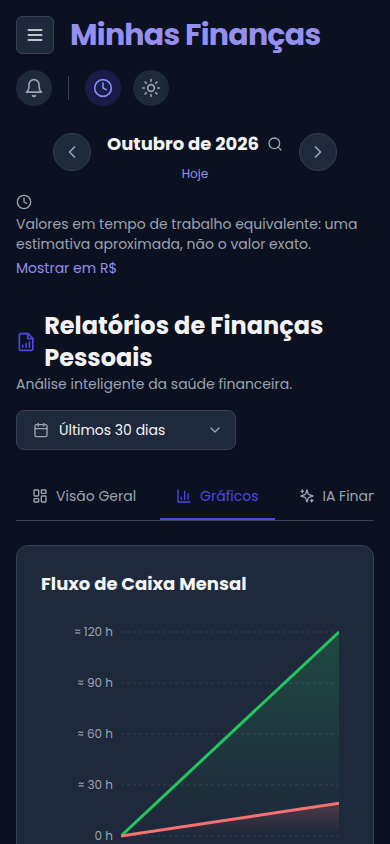 Minhas Finanças
Outubro de 2026
Hoje
Valores em tempo de trabalho equivalente: uma
estimativa aproximada, não o valor exato.
Mostrar em R$
Relatórios de Finanças
Pessoais
Análise inteligente da saúde financeira.
Últimos 30 dias
Visão Geral
Gráficos
IA Finan
Fluxo de Caixa Mensal
≈ 120 h
≈ 90 h
≈ 60 h
≈ 30 h
0 h